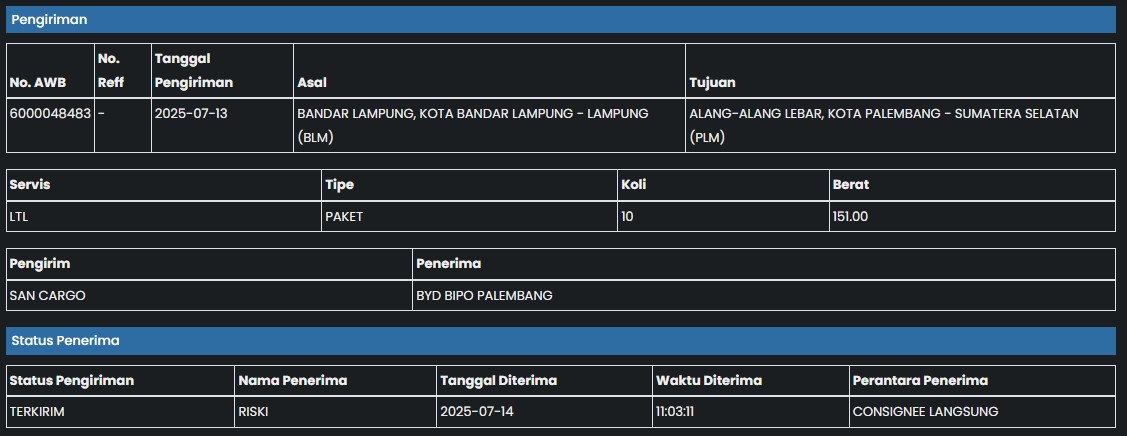 Pengiriman
No. AWB No. Reff Tanggal Pengiriman Asal Tujuan
6000048483 - 2025-07-13 BANDAR LAMPUNG, KOTA BANDAR LAMPUNG - LAMPUNG (BLM) ALANG-ALANG LEBAR, KOTA PALEMBANG - SUMATERA SELATAN (PLM)
Servis Tipe Koli Berat
LTL PAKET 10 151.00
Pengirim Penerima
SAN CARGO BYD BIPO PALEMBANG
Status Penerima
Status Pengiriman Nama Penerima Tanggal Diterima Waktu Diterima Perantara Penerima
TERKIRIM RISKI 2025-07-14 11:03:11 CONSIGNEE LANGSUNG